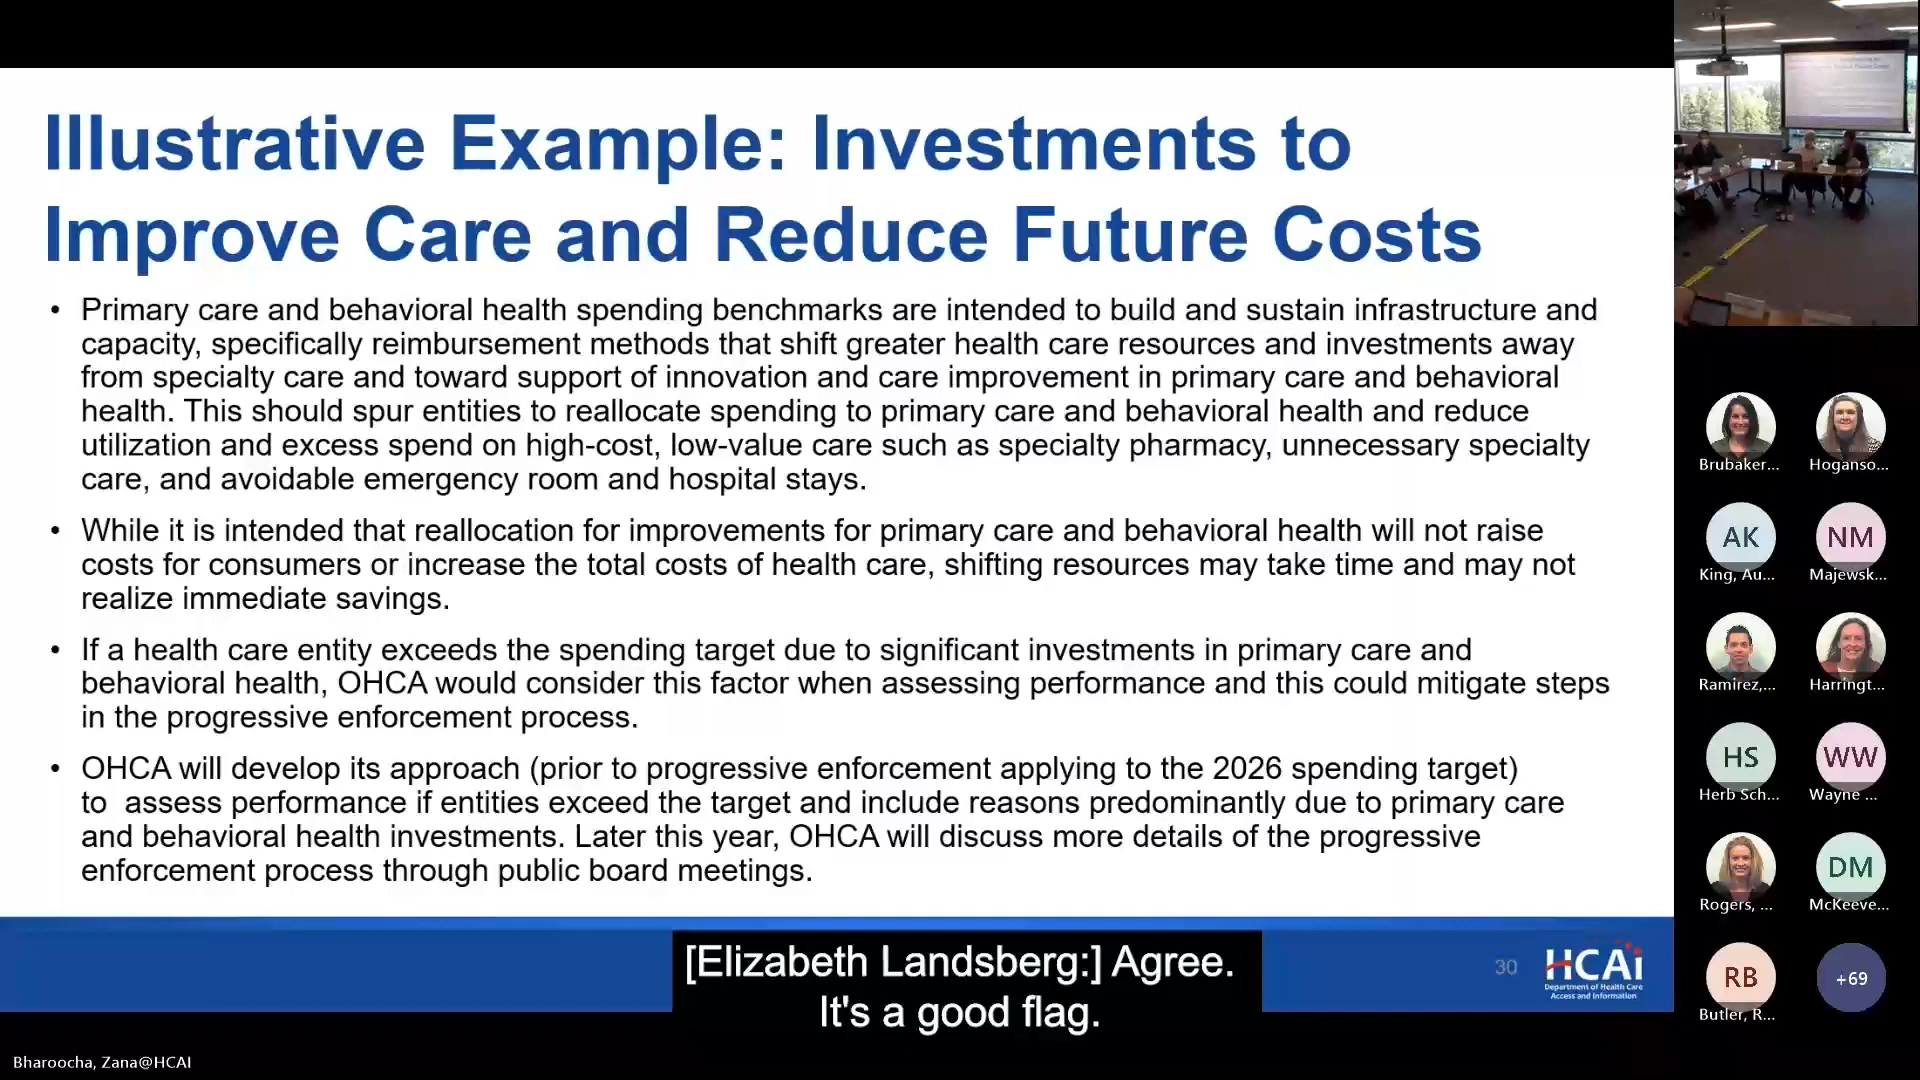 Illustrative Example: Investments to
Improve Care and Reduce Future Costs
• Primary care and behavioral health spending benchmarks are intended to build and sustain infrastructure and
capacity, specifically reimbursement methods that shift greater health care resources and investments away
from specialty care and toward support of innovation and care improvement in primary care and behavioral
health. This should spur entities to reallocate spending to primary care and behavioral health and reduce
utilization and excess spend on high-cost, low-value care such as specialty pharmacy, unnecessary specialty
care, and avoidable emergency room and hospital stays.
• While it is intended that reallocation for improvements for primary care and behavioral health will not raise
costs for consumers or increase the total costs of health care, shifting resources may take time and may not
realize immediate savings.
• If a health care entity exceeds the spending target due to significant investments in primary care and
behavioral health, OHCA would consider this factor when assessing performance and this could mitigate steps
in the progressive enforcement process.
• OHCA will develop its approach (prior to progressive enforcement applying to the 2026 spending target)
to assess performance if entities exceed the target and include reasons predominantly due to primary care
and behavioral health investments. Later this year, OHCA will discuss more details of the progressive
enforcement process through public board meetings.
30
HCAi
Department of Health Care
Access and Information
[Elizabeth Landsberg:] Agree.
It's a good flag.
Bharoocha, Zana@HCAI
Brubaker... Hoganso...
AK NM
King, Au... Majewsk...
Ramirez,... Harringt...
HS WW
Herb Sch... Wayne ...
DM
Rogers, ... McKeeve...
RB +69
Butler, R...